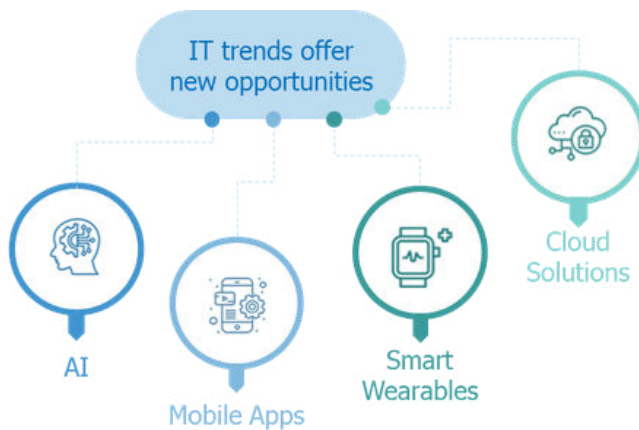 IT trends offer
new opportunities
AI
Mobile Apps
Smart
Wearables
Cloud
Solutions